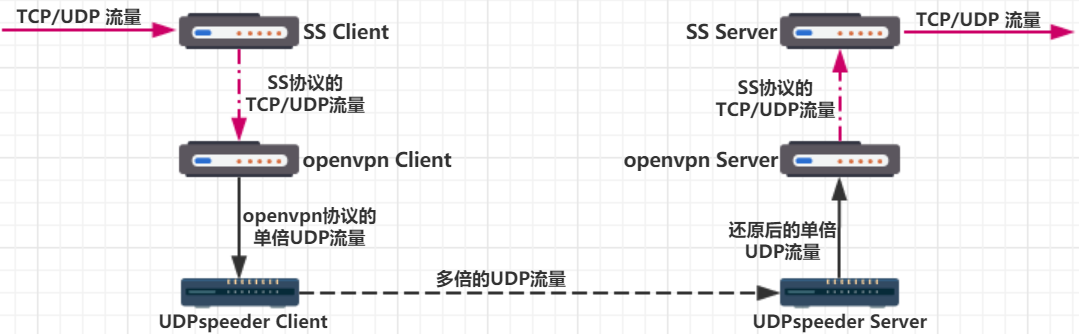 TCP/UDP 流量
SS Client
SS协议的
TCP/UDP流量
openvpn Client
openvpn协议的
单倍UDP流量
UDPspeeder Client
多倍的UDP流量
UDPspeeder Server
还原后的单倍
UDP流量
openvpn Server
SS协议的
TCP/UDP流量
SS Server
TCP/UDP 流量